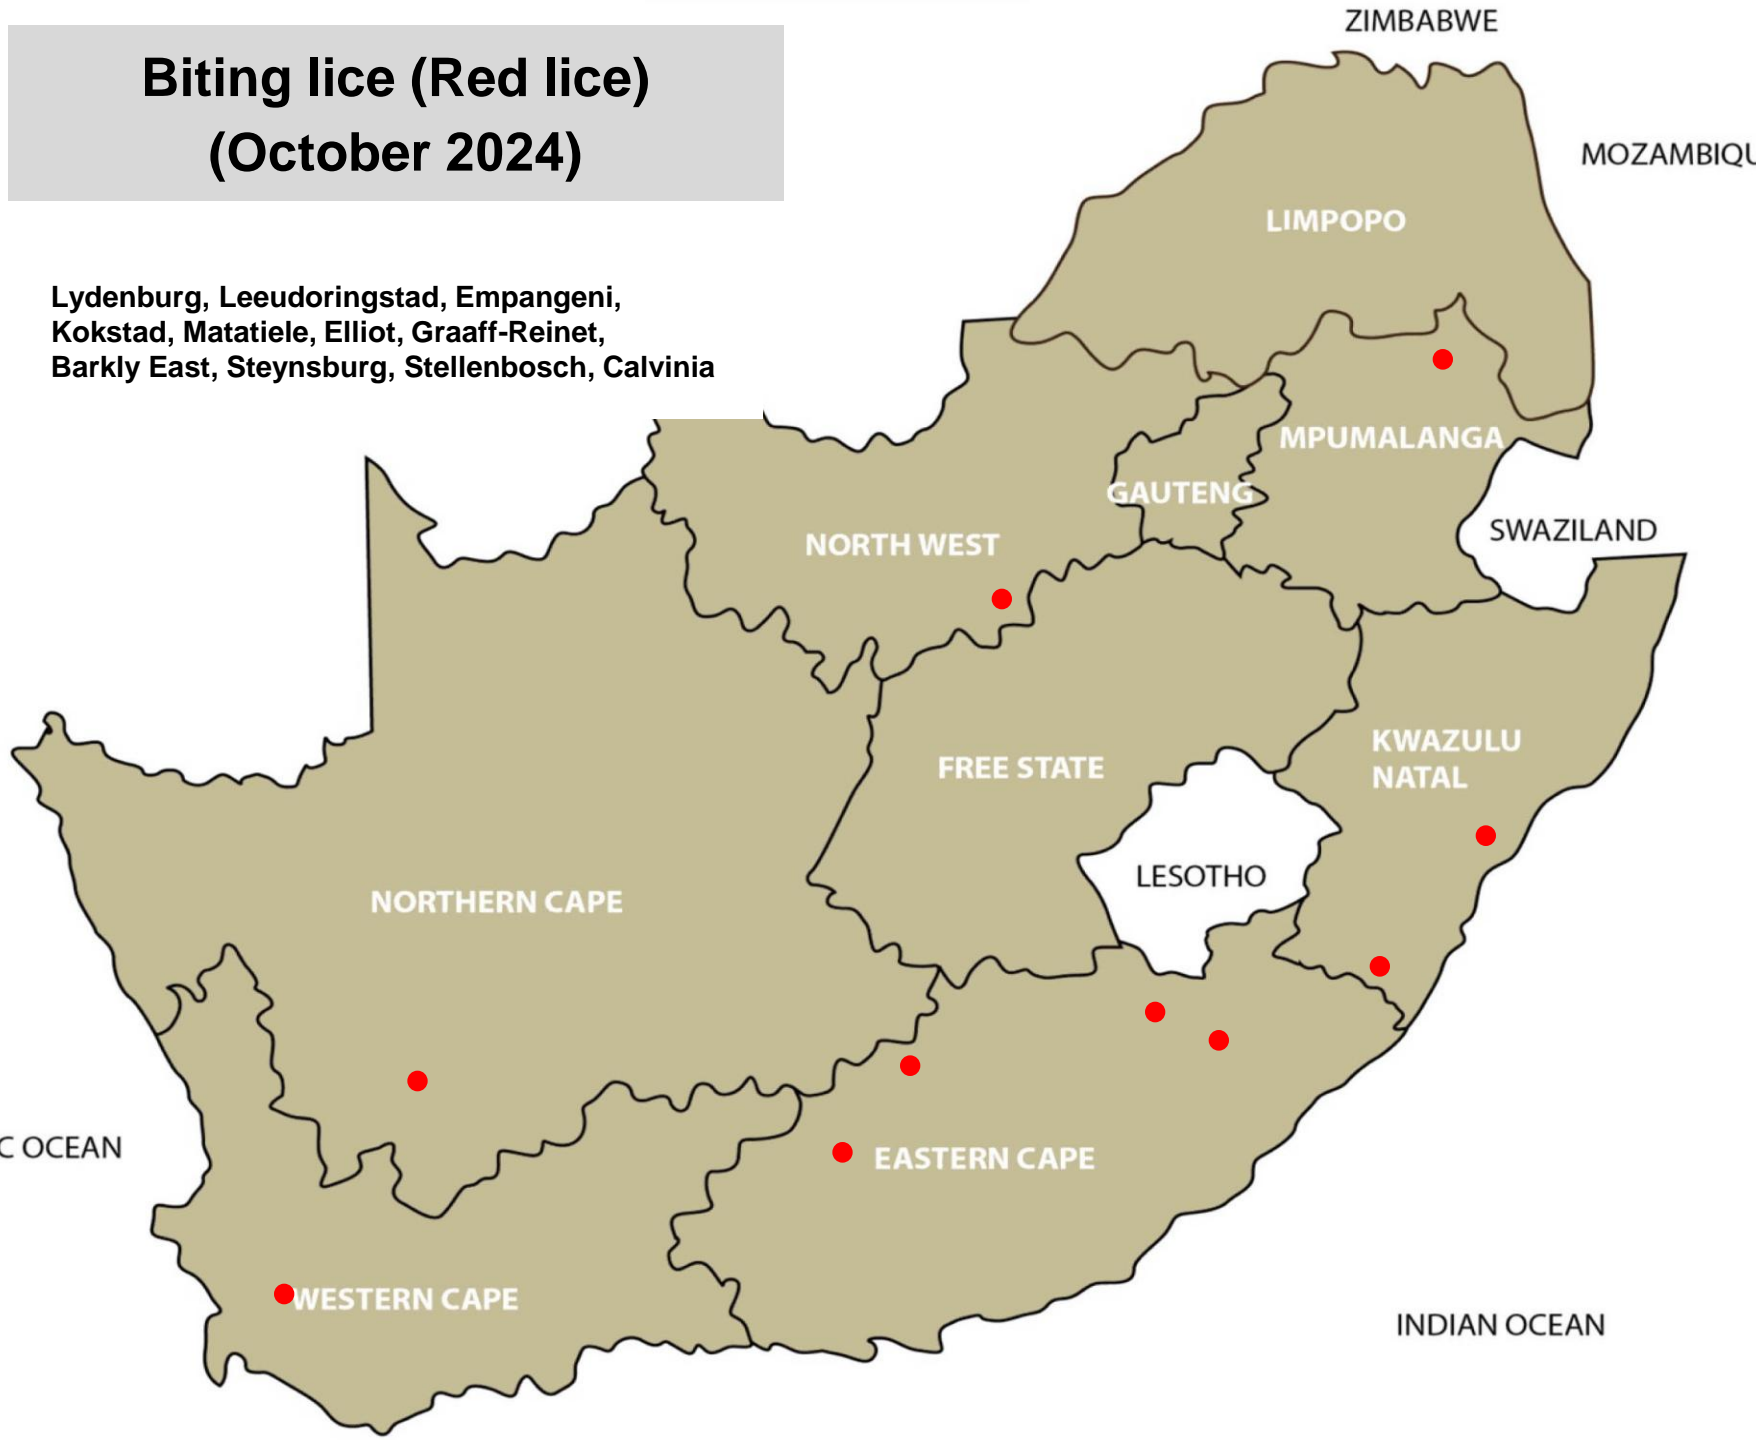 Biting lice (Red lice)
(October 2024)
Lydenburg, Leeudoringstad, Empangeni,
Kokstad, Matatiele, Elliot, Graaff-Reinet,
Barkly East, Steynsburg, Stellenbosch, Calvinia
ZIMBABWE
MOZAMBIQU
LIMPOPO
MPUMALANGA
GAUTENG
NORTH WEST
SWAZILAND
FREE STATE
KWAZULU
NATAL
LESOTHO
NORTHERN CAPE
C OCEAN
EASTERN CAPE
WESTERN CAPE
INDIAN OCEAN